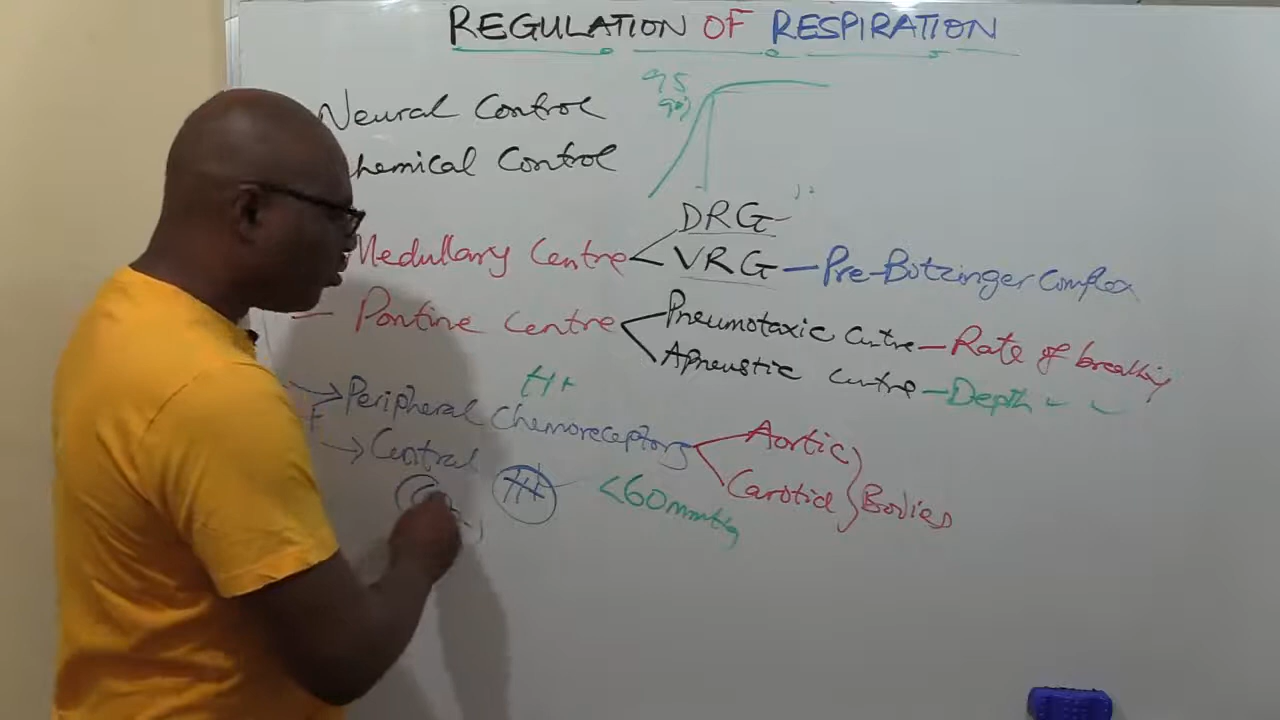 REGULATION OF RESPIRATION
95
90%
Neural Control
hemical Control
DRG
Medullary Centre
VRG - Pre-Botzinger Complex
Pontine Centre
Pneumotaxic Centre - Rate of breathing
Apneustic Centre - Depth
H+
Peripheral Chemoreceptors
Aortic
Central
Carotid
Bodies
H+
<60mmHg